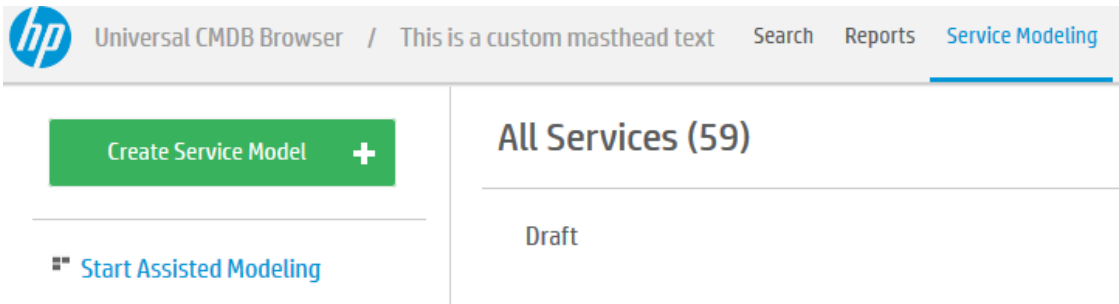 hp Universal CMDB Browser / This is a custom masthead text Search Reports Service Modeling
Create Service Model +
All Services (59)
Draft
Start Assisted Modeling